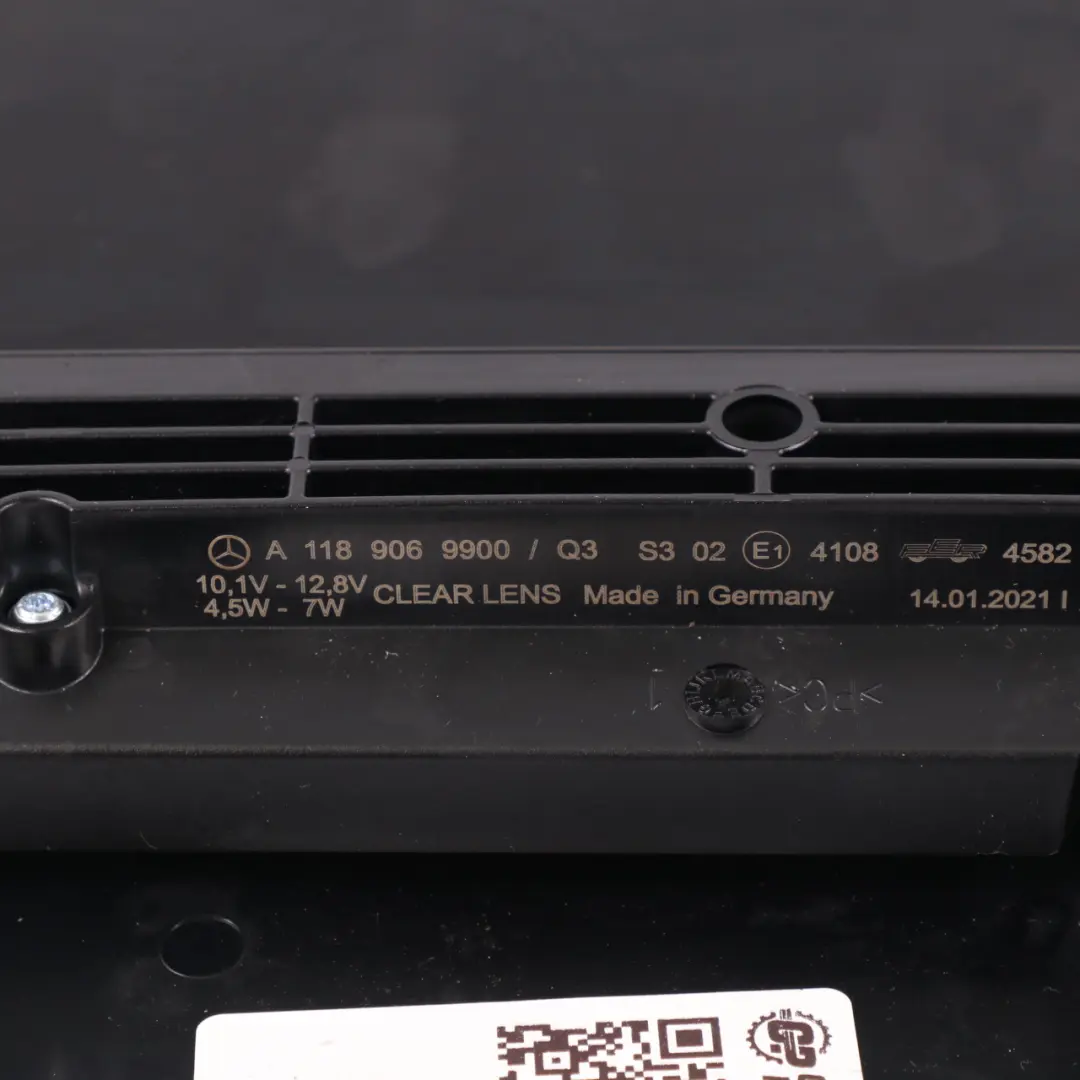 A 118 906 9900 / Q3 S3 02 E1 4108 4582
10,1V - 12,8V
4,5W - 7W
CLEAR LENS Made in Germany 14.01.2021 I
>PC<